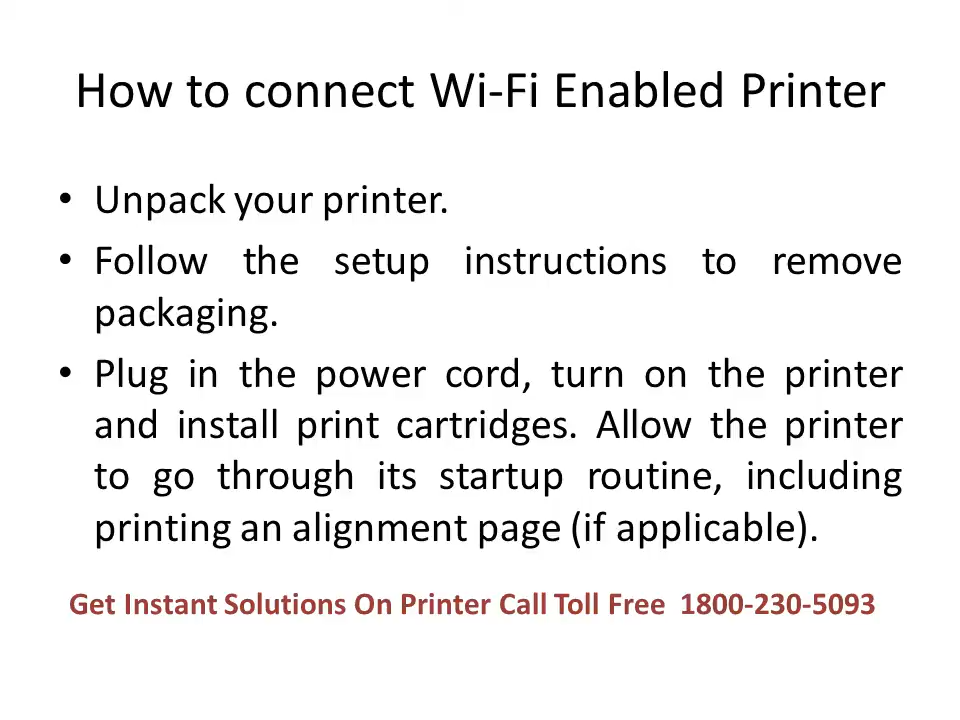 How to connect Wi-Fi Enabled Printer
• Unpack your printer.
• Follow the setup instructions to remove
packaging.
• Plug in the power cord, turn on the printer
and install print cartridges. Allow the printer
to go through its startup routine, including
printing an alignment page (if applicable).
Get Instant Solutions On Printer Call Toll Free 1800-230-5093